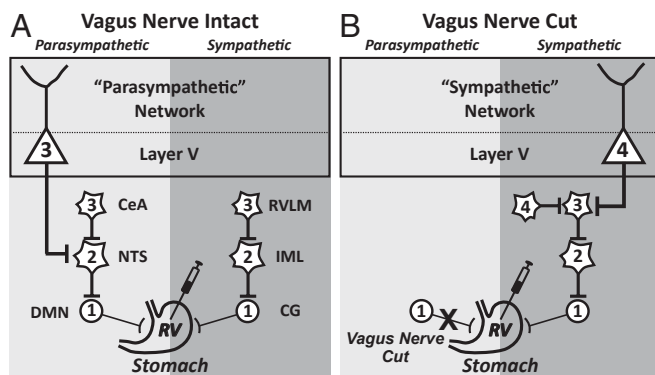 A Vagus Nerve Intact
Parasympathetic Sympathetic
“Parasympathetic”
Network
3 Layer V
3 CeA 3 RVLM
2 NTS 2 IML
DMN 1 1 CG
RV
Stomach
B Vagus Nerve Cut
Parasympathetic Sympathetic
“Sympathetic”
Network
Layer V 4
4 3
2
1 X 1
RV
Vagus Nerve
Cut
Stomach